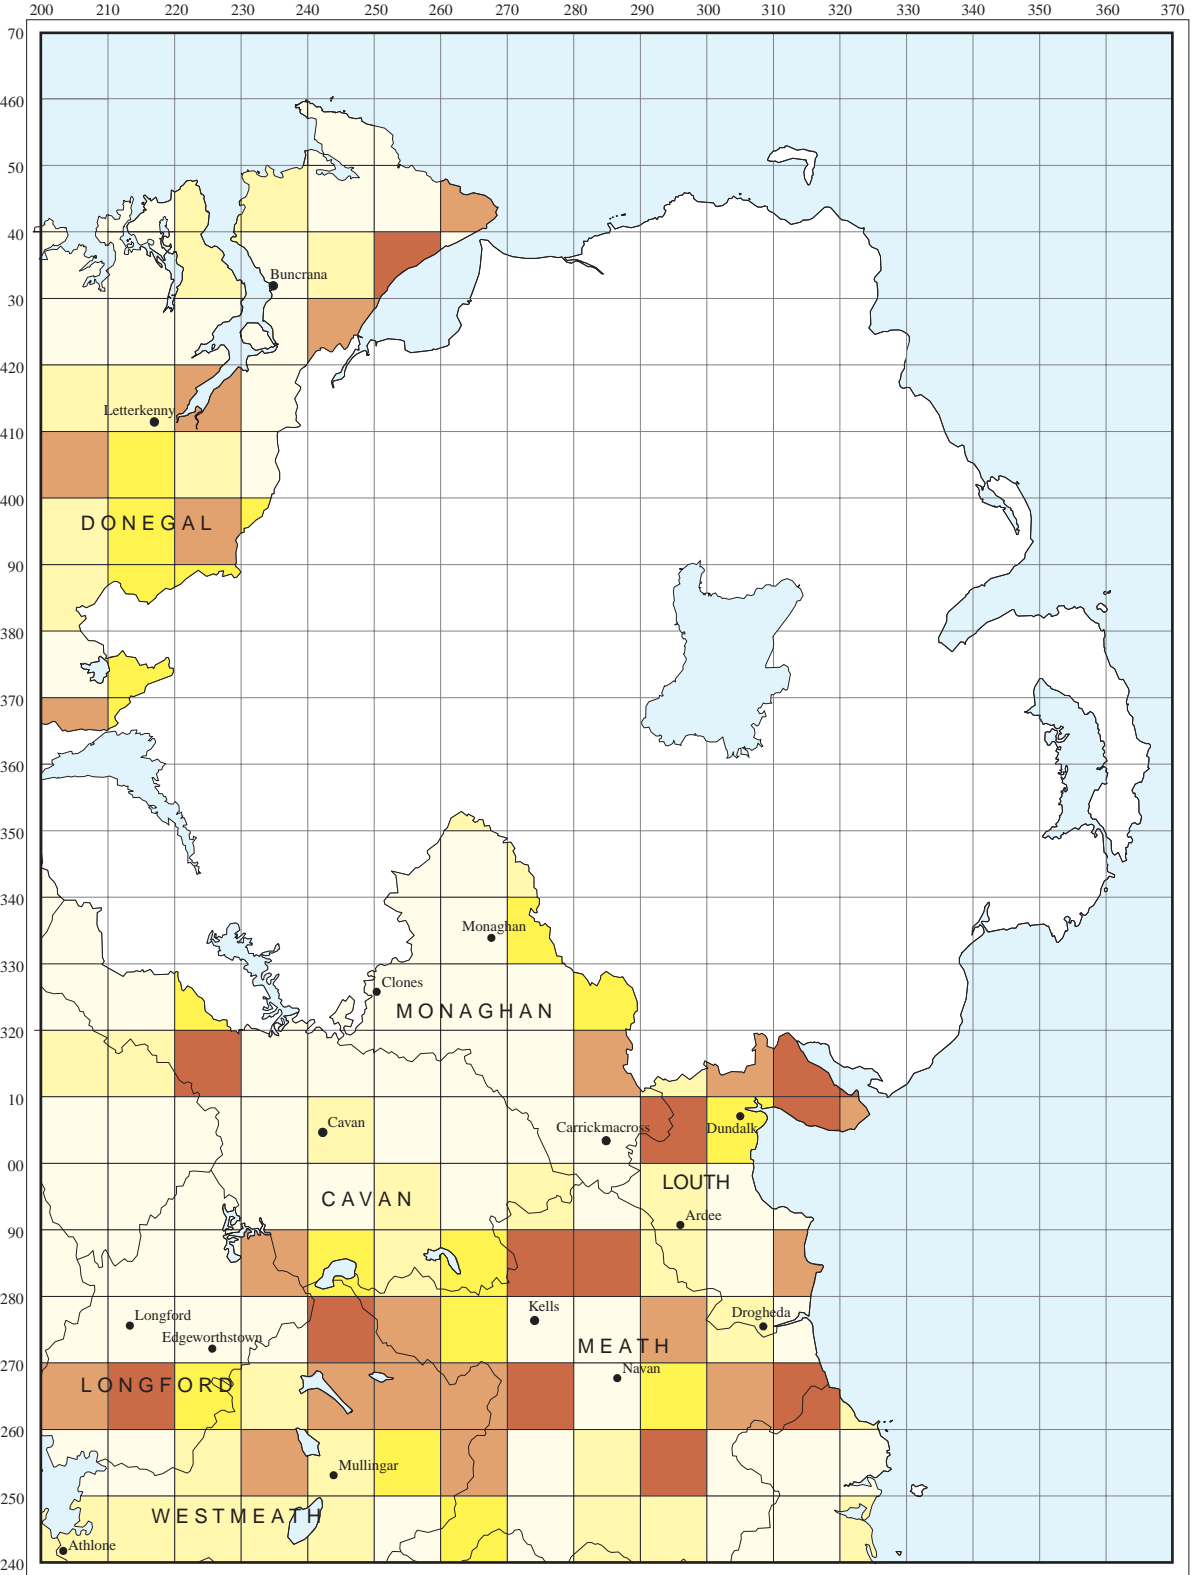 200 210 220 230 240 250 260 270 280 290 300 310 320 330 340 350 360 370
70
460
50
40
Buncrana
30
420
Letterkenny
410
400
DONEGAL
90
380
370
360
350
340
Monaghan
330
Clones
MONAGHAN
320
10
Cavan
Carrickmacross
Dundalk
00
LOUTH
CAVAN
Ardee
90
280
Longford
Kells
Drogheda
Edgeworthstown
MEATH
270
Navan
LONGFORD
260
Mullingar
250
WESTMEATH
Athlone
240